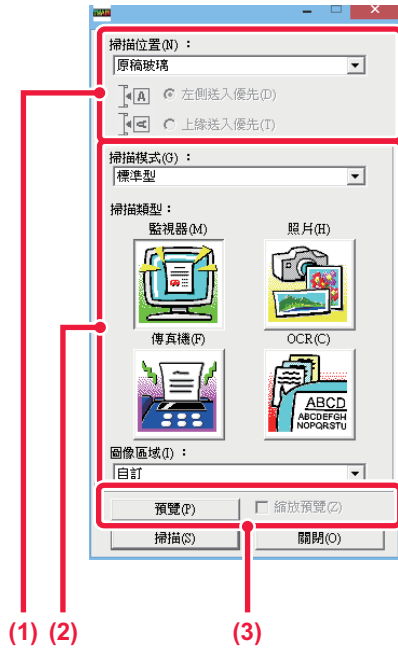 掃描位置(N)：
原稿玻璃
A 左側送入優先(D)
A 上緣送入優先(T)
掃描模式(G)：
標準型
掃描類型：
監視器(M) 照片(H)
傳真機(F) OCR(C)
ABCD
ABCDEFGH
NOPQRSTU
圖像區域(I)：
自訂
預覽(P) 縮放預覽(Z)
掃描(S) 關閉(O)
(1) (2) (3)